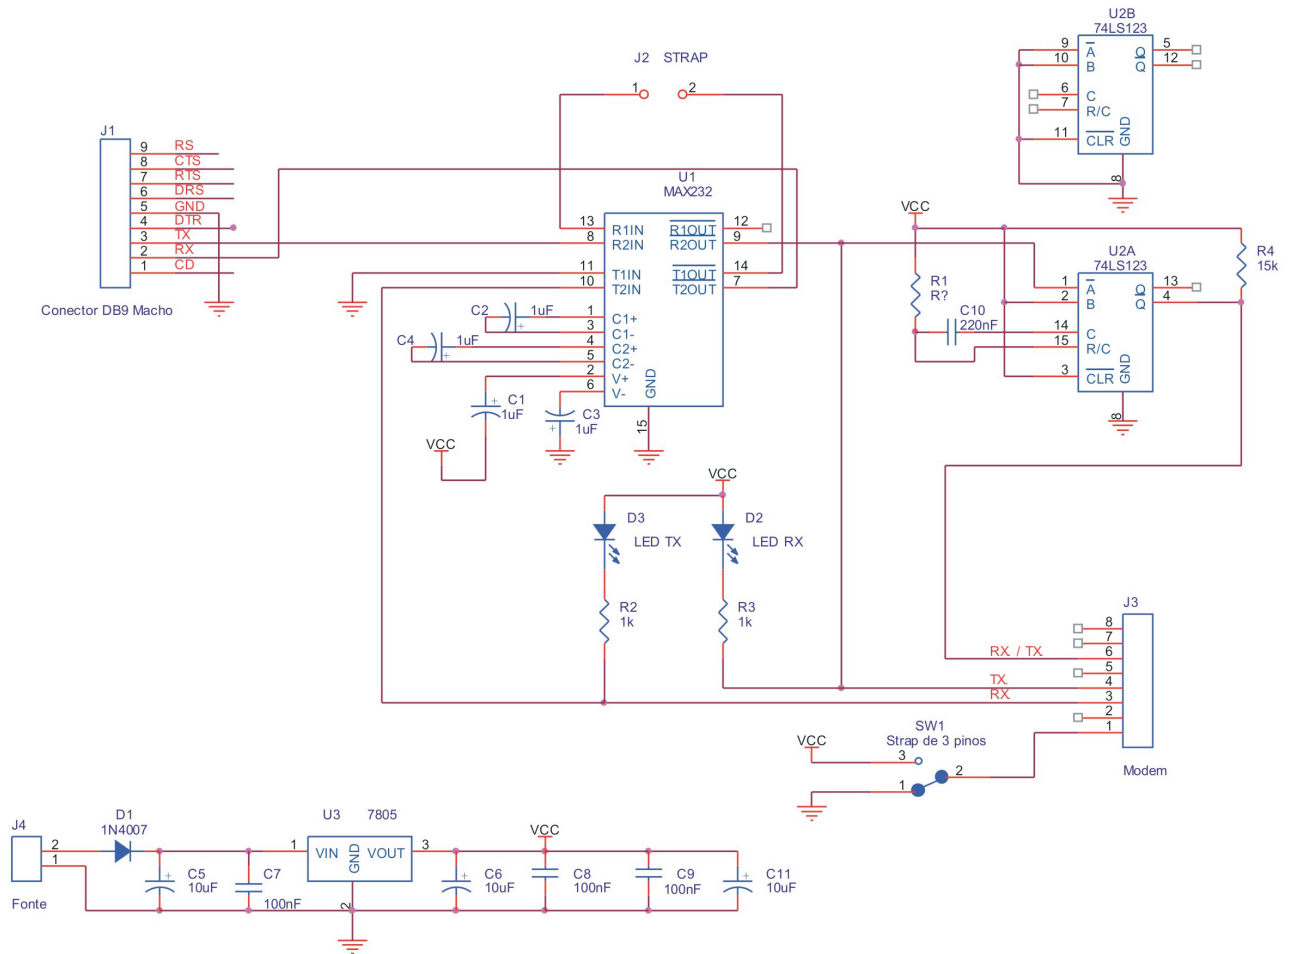 U2B
74LS123
9 A Q 5
10 B Q 12
6 C
7 R/C
11 CLR GND
8
J2 STRAP
1 2
J1
9 RS
8 CTS
7 RTS
6 DRS
5 GND
4 DTR
3 TX
2 RX
1 CD
Conector DB9 Macho
U1
MAX232
13 R1IN R1OUT 12
8 R2IN R2OUT 9
11 T1IN T1OUT 14
10 T2IN T2OUT 7
1 C1+
3 C1-
4 C2+
5 C2-
2 V+
6 V-
GND
15
C2 1uF
C4 1uF
C1
1uF
C3
1uF
VCC
VCC
R1
R?
C10
220nF
U2A
74LS123
1 A Q 13
2 B Q 4
14 C
15 R/C
3 CLR GND
8
R4
15k
VCC
D3
LED TX
D2
LED RX
R2
1k
R3
1k
J3
8
7
RX / TX 6
5
TX 4
RX 3
2
1
Modem
SW1
Strap de 3 pinos
VCC
3
2
1
J4
2
1
Fonte
D1
1N4007
C5
10uF
C7
100nF
U3 7805
1 VIN GND VOUT 3
2
VCC
C6
10uF
C8
100nF
C9
100nF
C11
10uF